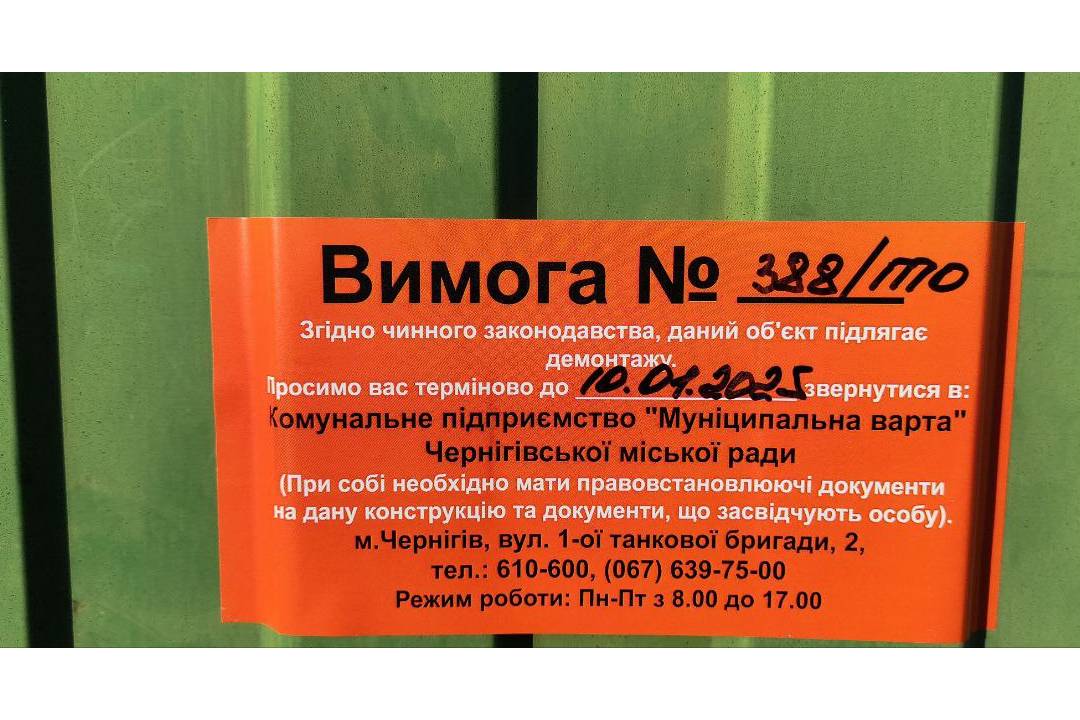 Вимога № 388/то
Згідно чинного законодавства, даний об'єкт підлягає
демонтажу.
Просимо вас терміново до 10.01.2025 звернутися в:
Комунальне підприємство "Муніципальна варта"
Чернігівської міської ради
(При собі необхідно мати правовстановлюючі документи
на дану конструкцію та документи, що засвідчують особу).
м.Чернігів, вул. 1-ої танкової бригади, 2,
тел.: 610-600, (067) 639-75-00
Режим роботи: Пн-Пт з 8.00 до 17.00